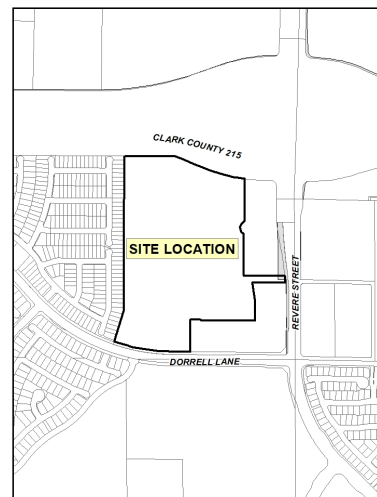 CLARK COUNTY 215
SITE LOCATION
REVERE STREET
DORRELL LANE